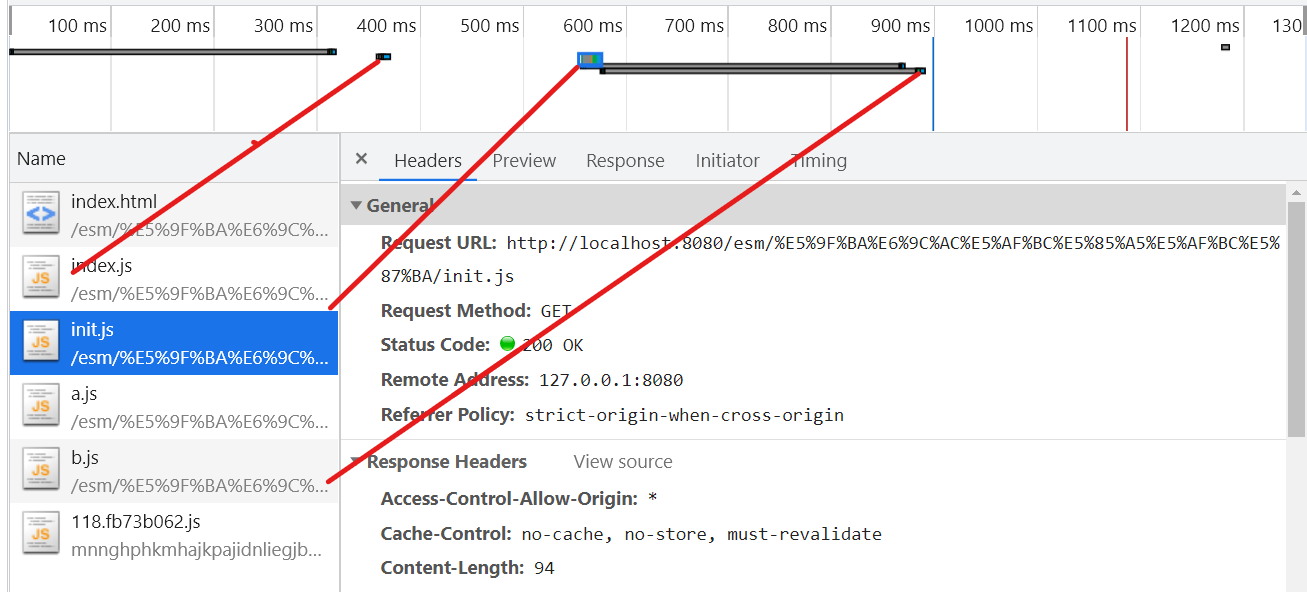 100 ms 200 ms 300 ms 400 ms 500 ms 600 ms 700 ms 800 ms 900 ms 1000 ms 1100 ms 1200 ms 130
Name
index.html
/esm/%E5%9F%BA%E6%9C%...
index.js
/esm/%E5%9F%BA%E6%9C%...
init.js
/esm/%E5%9F%BA%E6%9C%...
a.js
/esm/%E5%9F%BA%E6%9C%...
b.js
/esm/%E5%9F%BA%E6%9C%...
118.fb73b062.js
mnnghphkmhajkpajidnliegjb...
× Headers Preview Response Initiator Timing
General
Request URL: http://localhost:8080/esm/%E5%9F%BA%E6%9C%AC%E5%AF%BC%E5%85%A5%E5%AF%BC%E5%
87%BA/init.js
Request Method: GET
Status Code: 200 OK
Remote Address: 127.0.0.1:8080
Referrer Policy: strict-origin-when-cross-origin
Response Headers View source
Access-Control-Allow-Origin: *
Cache-Control: no-cache, no-store, must-revalidate
Content-Length: 94